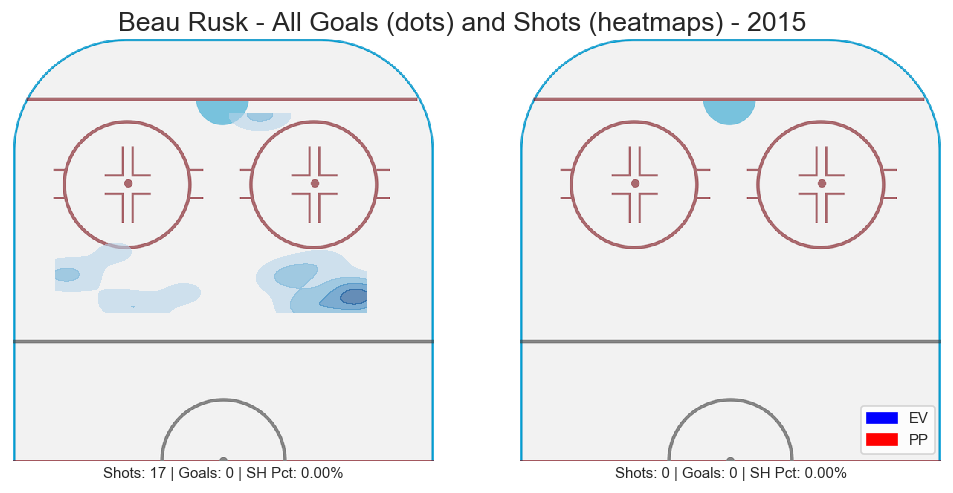 Beau Rusk - All Goals (dots) and Shots (heatmaps) - 2015
EV
PP
Shots: 17 | Goals: 0 | SH Pct: 0.00%
Shots: 0 | Goals: 0 | SH Pct: 0.00%